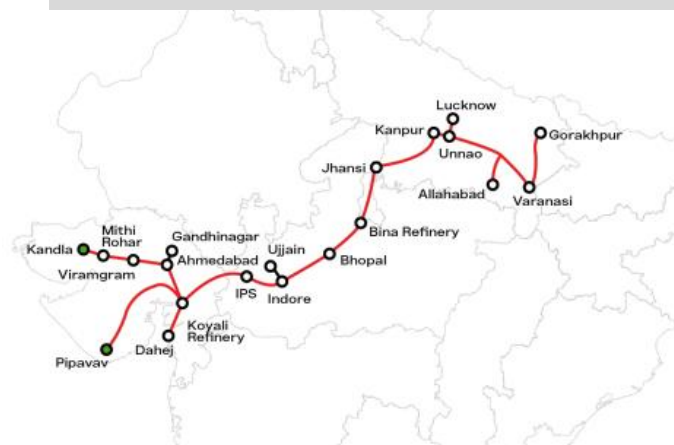 Lucknow
Kanpur
Gorakhpur
Unnao
Jhansi
Allahabad
Varanasi
Mithi
Rohar
Gandhinagar
Bina Refinery
Kandla
Ujjain
Ahmedabad
Bhopal
Viramgram
IPS
Indore
Koyali
Refinery
Dahej
Pipavav